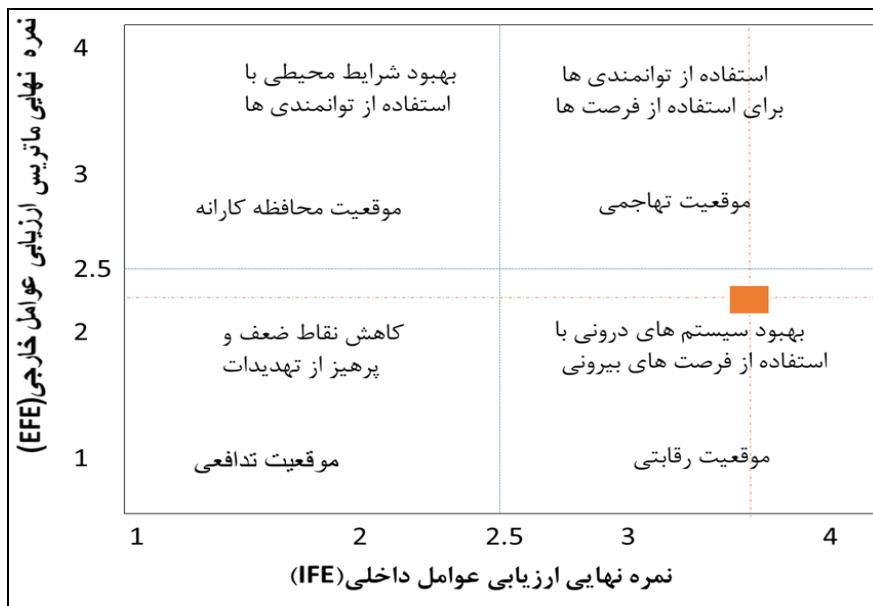 نمره نهایی ماتریس ارزیابی عوامل خارجی(EFE)
4
3
2.5
2
1
استفاده از توانمندی ها
برای استفاده از فرصت ها
موقعیت تهاجمی
بهبود شرایط محیطی با
استفاده از توانمندی ها
موقعیت محافظه کارانه
بهبود سیستم های درونی با
استفاده از فرصت های بیرونی
موقعیت رقابتی
کاهش نقاط ضعف و
پرهیز از تهدیدات
موقعیت تدافعی
1 2 2.5 3 4
نمره نهایی ارزیابی عوامل داخلی(IFE)